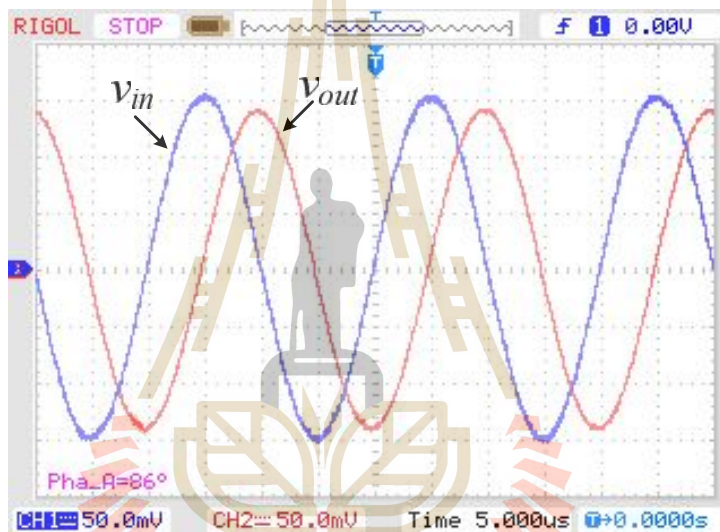 RIGOL STOP T f 1 0.00V
T
v_in v_out
Pha_A=86°
CH1 50.0mV CH2 50.0mV Time 5.000us T→0.0000s